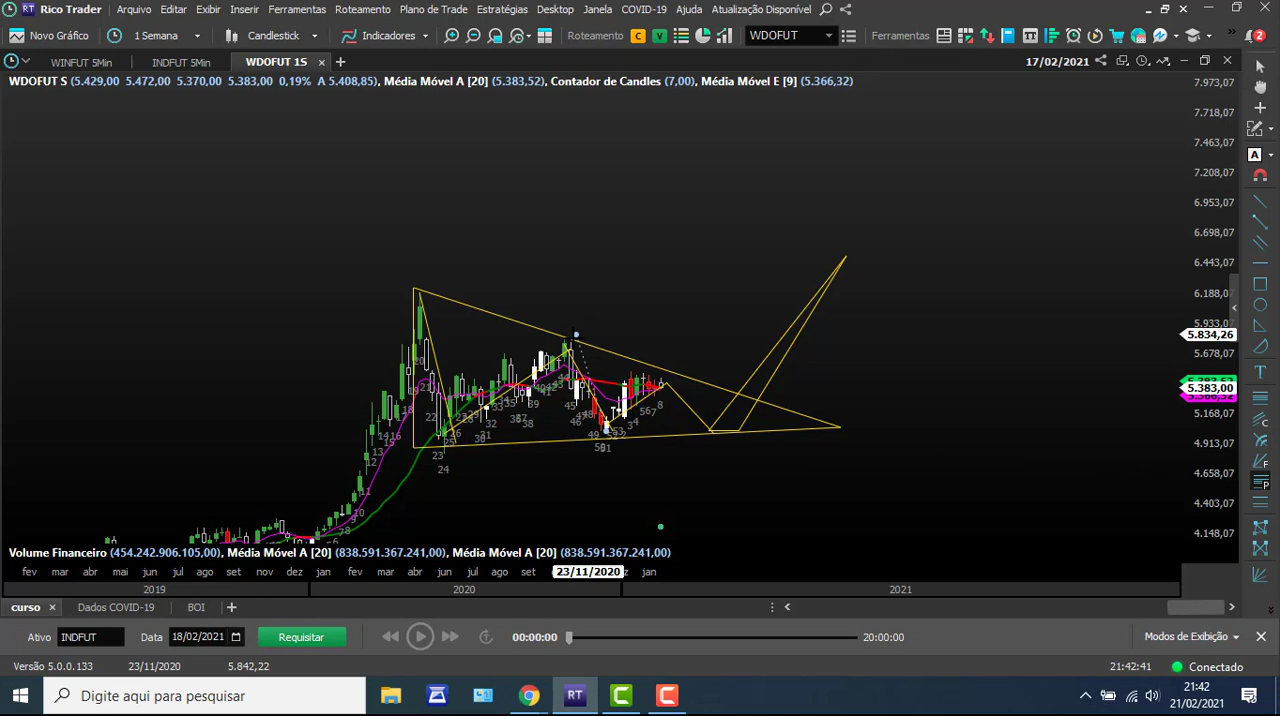 RT Rico Trader Arquivo Editar Exibir Inserir Ferramentas Roteamento Plano de Trade Estratégias Desktop Janela COVID-19 Ajuda Atualização Disponível
Novo Gráfico 1 Semana Candlestick Indicadores Roteamento C V WDOFUT Ferramentas 2
WINFUT 5Min INDFUT 5Min WDOFUT 1S 17/02/2021
WDOFUT S (5.429,00 5.472,00 5.370,00 5.383,00 0,19% A 5.408,85), Média Móvel A [20] (5.383,52), Contador de Candles (7,00), Média Móvel E [9] (5.366,32)
7.973,07
7.718,07
7.463,07
7.208,07
6.953,07
6.698,07
6.443,07
6.188,07
5.933,07
5.834,26
5.678,07
5.383,00
5.366,32
5.168,07
4.913,07
4.658,07
4.403,07
4.148,07
Volume Financeiro (454.242.906.105,00), Média Móvel A [20] (838.591.367.241,00), Média Móvel A [20] (838.591.367.241,00)
fev mar abr mai jun jul ago set nov dez jan fev mar abr jun jul ago set 23/11/2020 jan
2019 2020 2021
curso Dados COVID-19 BOI
Ativo INDFUT Data 18/02/2021 Requisitar 00:00:00 20:00:00 Modos de Exibição
Versão 5.0.0.133 23/11/2020 5.842,22 21:42:41 Conectado
Digite aqui para pesquisar RT 21:42
21/02/2021